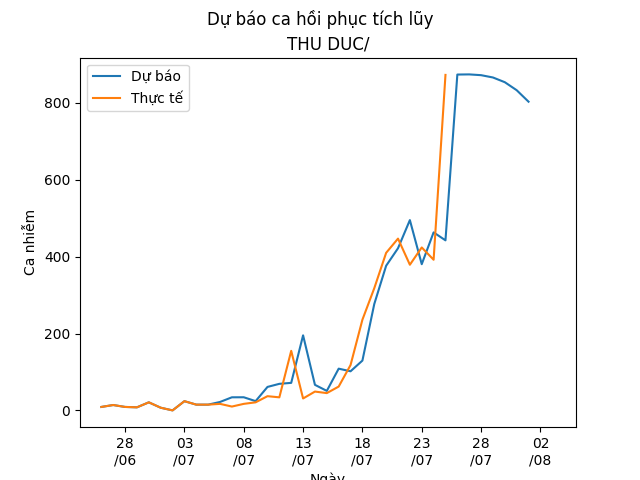 Dự báo ca hồi phục tích lũy
THU DUC/
Dự báo
Thực tế
Ca nhiễm
800
600
400
200
0
28 03 08 13 18 23 28 02
/06 /07 /07 /07 /07 /07 /07 /08
Ngày